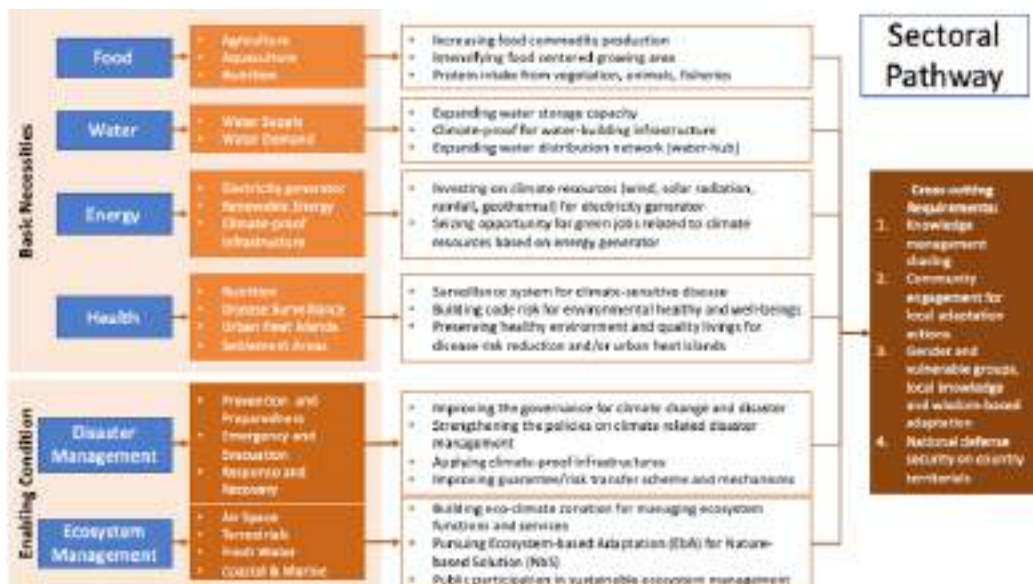 Sectoral
Pathway
Basic Necessities
Food
• Agriculture
• Aquaculture
• Nutrition
• Increasing food commodity production
• Intensifying food centered growing area
• Protein intake from vegetation, animals, fisheries
Water
• Water Supply
• Water Demand
• Expanding water storage capacity
• Climate-proof for water-building infrastructure
• Expanding water distribution network (water-hub)
Energy
• Electricity generator
• Renewable Energy
• Climate-proof
Infrastructure
• Investing on climate resources (wind, solar radiation,
rainfall, geothermal) for electricity generator
• Seizing opportunity for green jobs related to climate
resources based on energy generator
Health
• Nutrition
• Disease Surveillance
• Urban Heat Islands
• Settlement Areas
• Surveillance system for climate-sensitive disease
• Building code risk for environmental healthy and well-beings
• Preserving healthy environment and quality livings for
disease risk reduction and/or urban heat islands
Enabling Condition
Disaster
Management
• Prevention and
Preparedness
• Emergency and
Evacuation
• Response and
Recovery
• Improving the governance for climate change and disaster
• Strengthening the policies on climate related disaster
management
• Applying climate-proof infrastructures
• Improving guarantee/risk transfer scheme and mechanisms
Ecosystem
Management
• Air Space
• Terrestrials
• Fresh Water
• Coastal & Marine
• Building eco-climate zonation for managing ecosystem
functions and services
• Pursuing Ecosystem-based Adaptation (EbA) for Nature-
based Solution (NbS)
• Public participation in sustainable ecosystem management
Cross-cutting
Requirements:
1. Knowledge
management
sharing
2. Community
engagement for
local adaptation
actions
3. Gender and
vulnerable groups,
local knowledge
and wisdom-based
adaptation
4. National defense
security on country
territorials